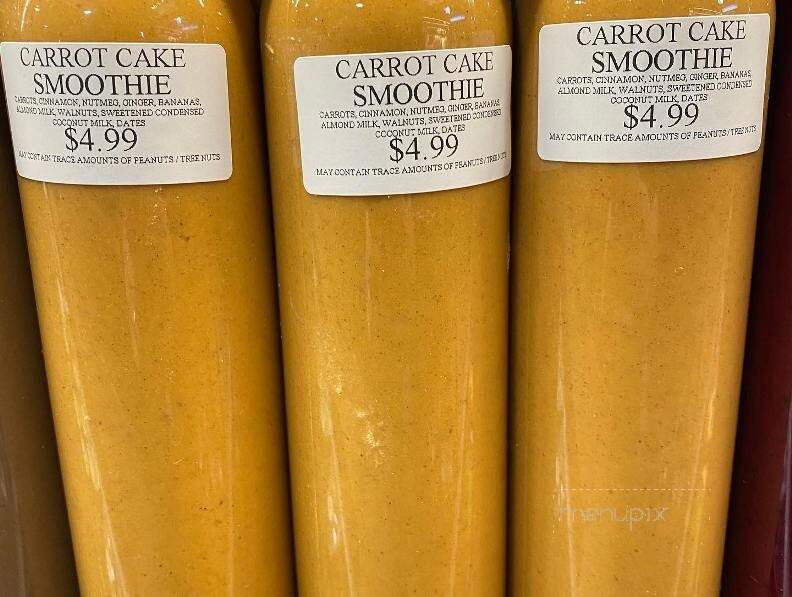 CARROT CAKE
SMOOTHIE
CARROTS, CINNAMON, NUTMEG, GINGER, BANANAS,
ALMOND MILK, WALNUTS, SWEETENED CONDENSED
COCONUT MILK, DATES
$4.99
MAY CONTAIN TRACE AMOUNTS OF PEANUTS / TREE NUTS
CARROT CAKE
SMOOTHIE
CARROTS, CINNAMON, NUTMEG, GINGER, BANANAS
ALMOND MILK, WALNUTS, SWEETENED CONDENSED
COCONUT MILK, DATES
$4.99
MAY CONTAIN TRACE AMOUNTS OF PEANUTS / TREE NUTS
CARROT CAKE
SMOOTHIE
CARROTS, CINNAMON, NUTMEG, GINGER, BANANAS,
ALMOND MILK, WALNUTS, SWEETENED CONDENSED
COCONUT MILK, DATES
$4.99
MAY CONTAIN TRACE AMOUNTS OF PEANUTS / TREE NUTS
menupix